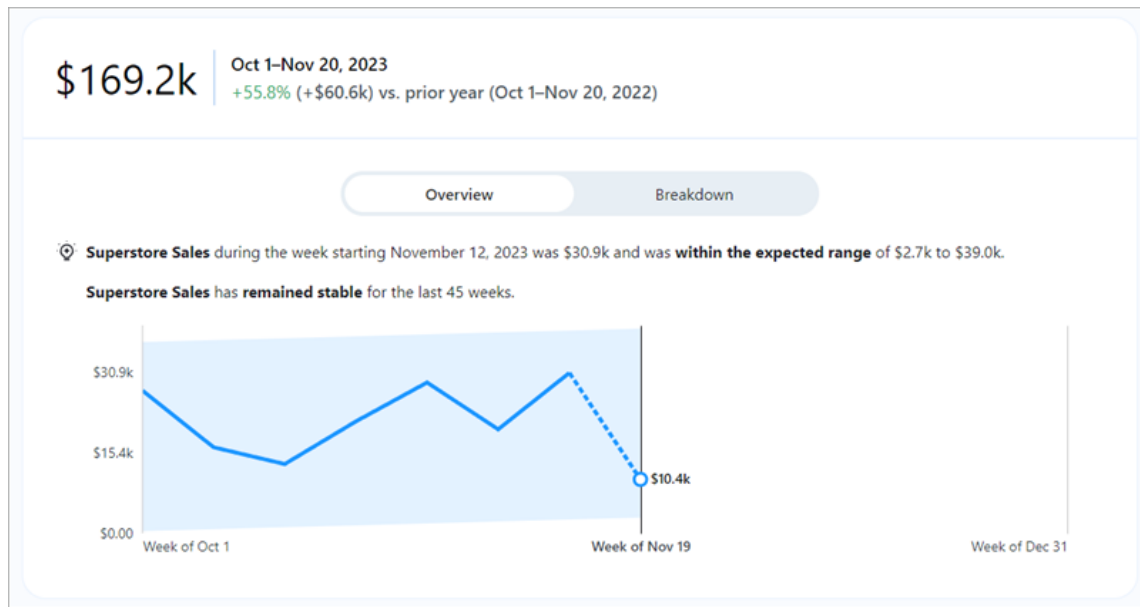 $169.2k
Oct 1–Nov 20, 2023
+55.8% (+$60.6k) vs. prior year (Oct 1–Nov 20, 2022)
Overview
Breakdown
Superstore Sales during the week starting November 12, 2023 was $30.9k and was within the expected range of $2.7k to $39.0k.
Superstore Sales has remained stable for the last 45 weeks.
$30.9k
$15.4k
$10.4k
$0.00
Week of Oct 1
Week of Nov 19
Week of Dec 31